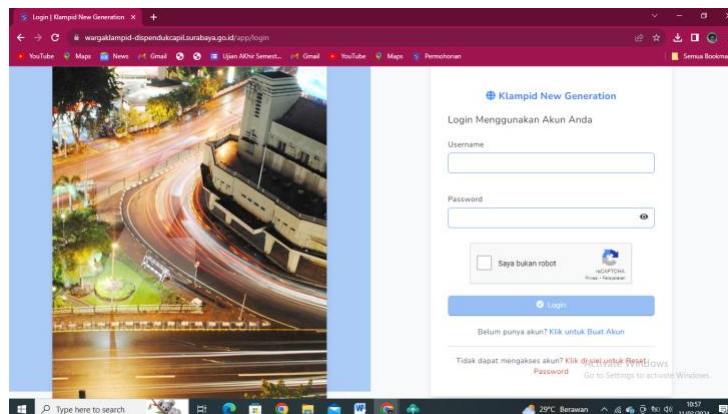 Login | Klampid New Generation
wargaklampid-dispendukcapil.surabaya.go.id/app/login
YouTube Maps News Gmail Ujian AKhir Semest... Gmail YouTube Maps Permohonan Semua Bookma
Klampid New Generation
Login Menggunakan Akun Anda
Username
Password
Saya bukan robot
reCAPTCHA
Login
Belum punya akun? Klik untuk Buat Akun
Tidak dapat mengakses akun? Klik di sini untuk Reset
Password
Activate Windows
Go to Settings to activate Windows.
Type here to search
29°C Berawan
10:57